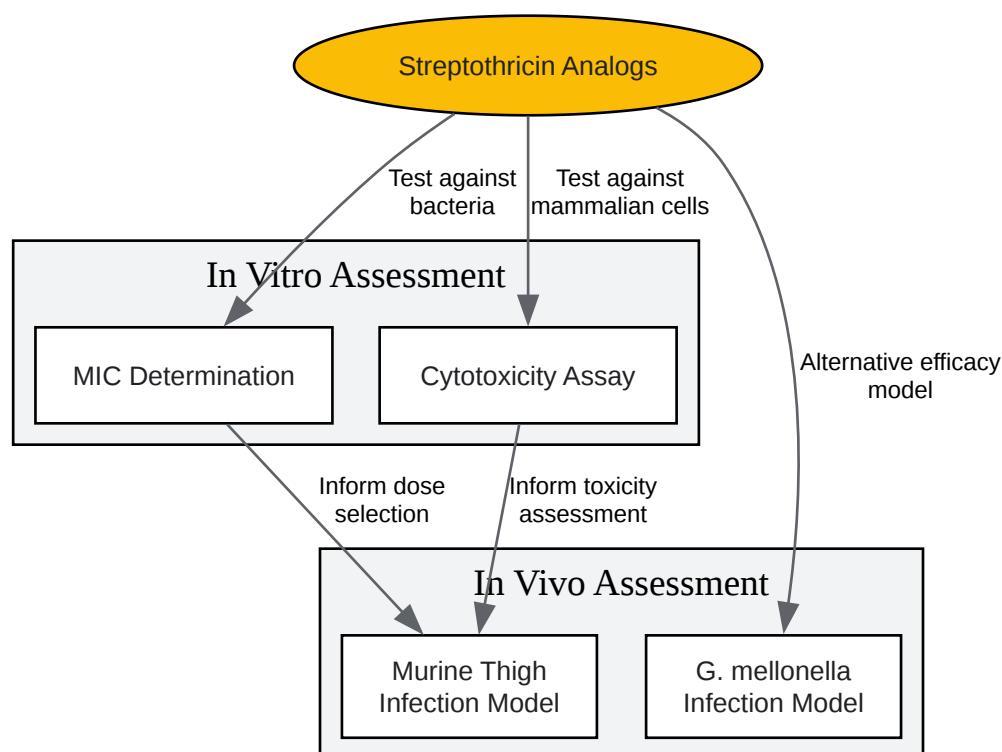 Streptothricin Analogs
Test against
bacteria
Test against
mammalian cells
In Vitro Assessment
MIC Determination
Cytotoxicity Assay
Alternative efficacy
model
Inform dose
selection
Inform toxicity
assessment
In Vivo Assessment
Murine Thigh
Infection Model
G. mellonella
Infection Model